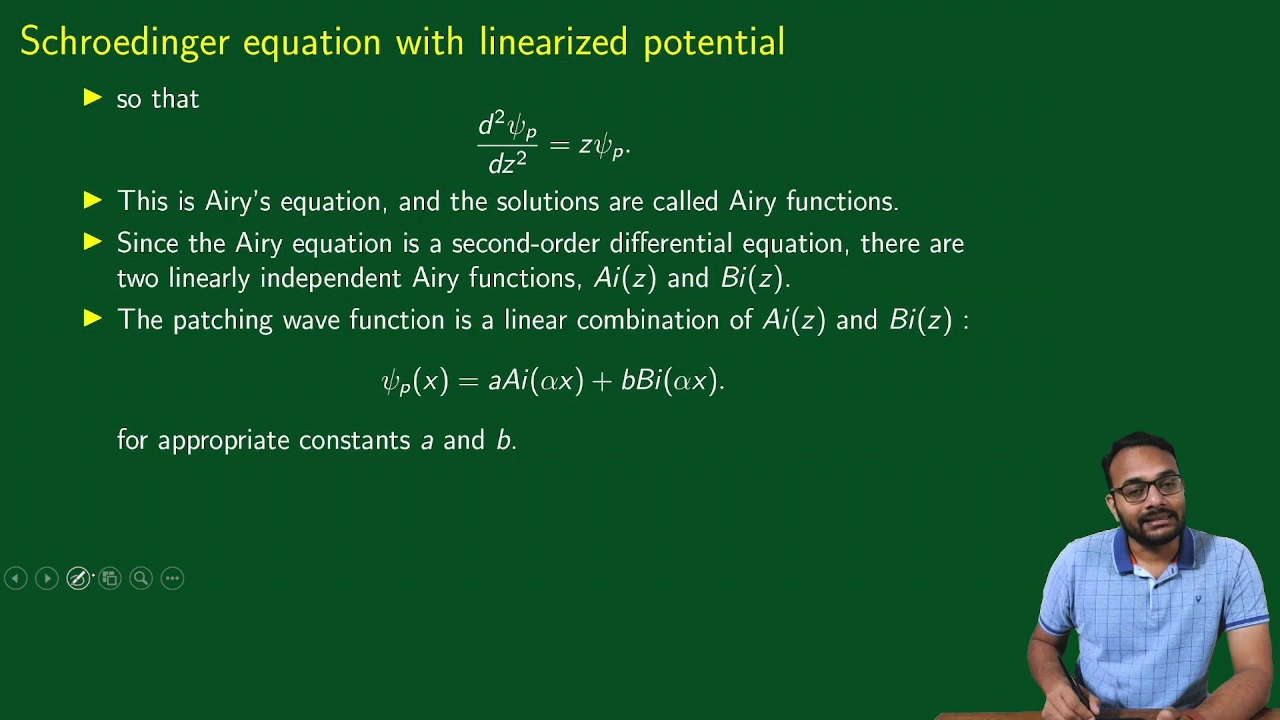 Schroedinger equation with linearized potential
▶ so that
d²ψₚ/dz² = zψₚ.
▶ This is Airy's equation, and the solutions are called Airy functions.
▶ Since the Airy equation is a second-order differential equation, there are
two linearly independent Airy functions, Ai(z) and Bi(z).
▶ The patching wave function is a linear combination of Ai(z) and Bi(z) :
ψₚ(x) = aAi(αx) + bBi(αx).
for appropriate constants a and b.